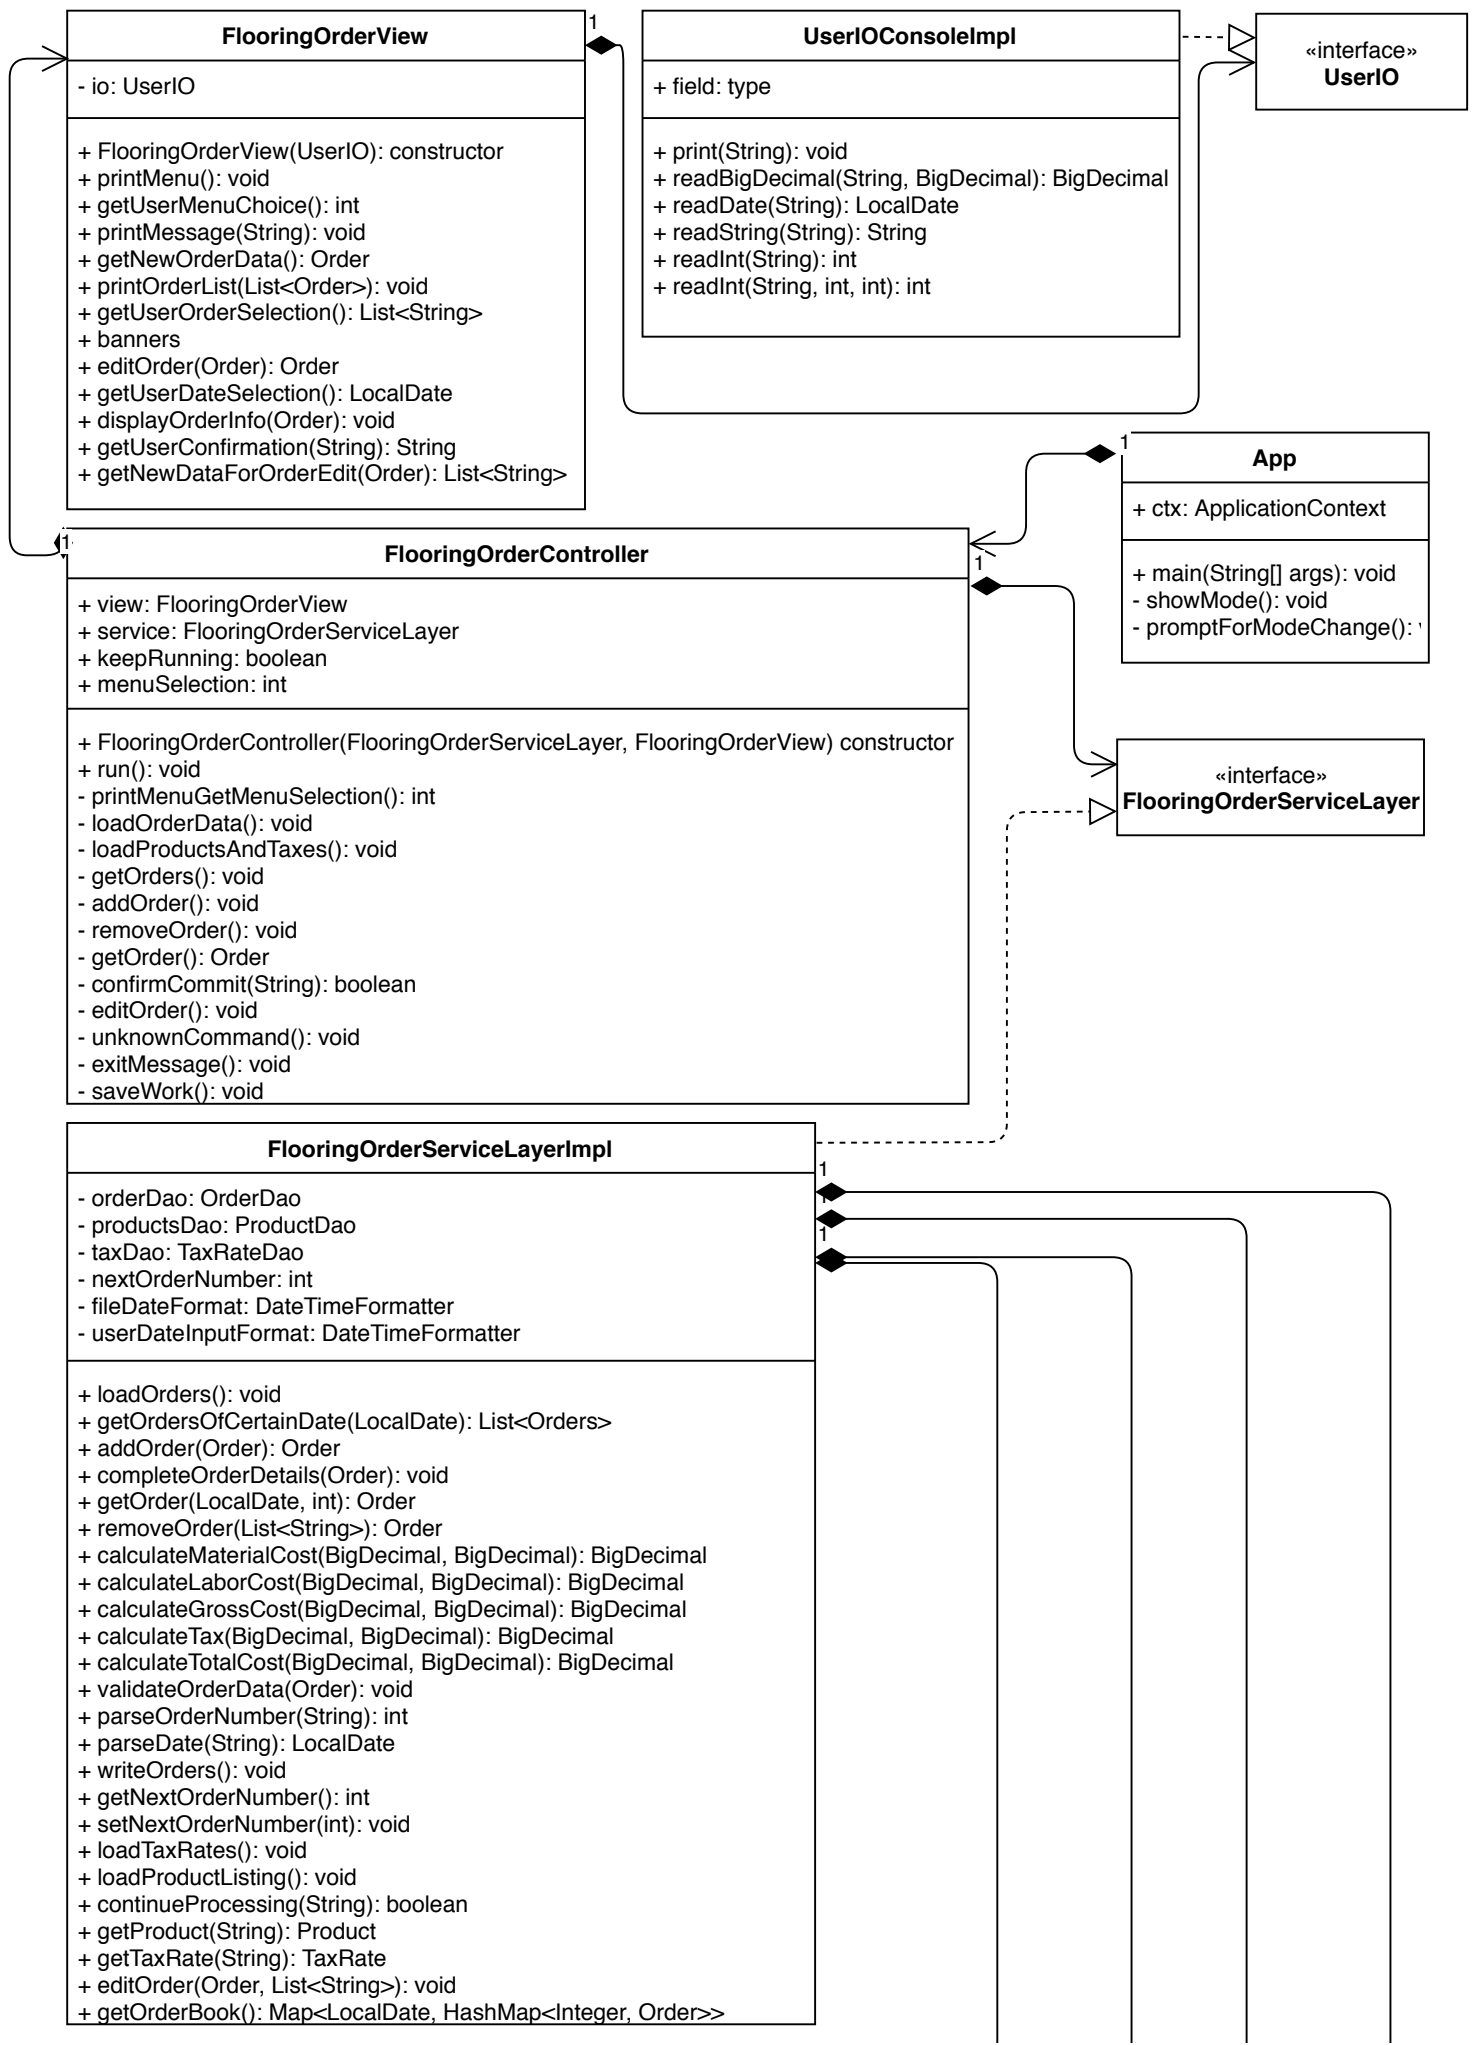 1
FlooringOrderView
- io: UserIO
+ FlooringOrderView(UserIO): constructor
+ printMenu(): void
+ getUserMenuChoice(): int
+ printMessage(String): void
+ getNewOrderData(): Order
+ printOrderList(List<Order>): void
+ getUserOrderSelection(): List<String>
+ banners
+ editOrder(Order): Order
+ getUserDateSelection(): LocalDate
+ displayOrderInfo(Order): void
+ getUserConfirmation(String): String
+ getNewDataForOrderEdit(Order): List<String>
UserIOConsoleImpl
+ field: type
+ print(String): void
+ readBigDecimal(String, BigDecimal): BigDecimal
+ readDate(String): LocalDate
+ readString(String): String
+ readInt(String): int
+ readInt(String, int, int): int
«interface»
UserIO
1
App
+ ctx: ApplicationContext
+ main(String[] args): void
- showMode(): void
- promptForModeChange():
1
1
FlooringOrderController
+ view: FlooringOrderView
+ service: FlooringOrderServiceLayer
+ keepRunning: boolean
+ menuSelection: int
+ FlooringOrderController(FlooringOrderServiceLayer, FlooringOrderView) constructor
+ run(): void
- printMenuGetMenuSelection(): int
- loadOrderData(): void
- loadProductsAndTaxes(): void
- getOrders(): void
- addOrder(): void
- removeOrder(): void
- getOrder(): Order
- confirmCommit(String): boolean
- editOrder(): void
- unknownCommand(): void
- exitMessage(): void
- saveWork(): void
«interface»
FlooringOrderServiceLayer
FlooringOrderServiceLayerImpl
1
1
1
- orderDao: OrderDao
- productsDao: ProductDao
- taxDao: TaxRateDao
- nextOrderNumber: int
- fileDateFormat: DateTimeFormatter
- userDateInputFormat: DateTimeFormatter
+ loadOrders(): void
+ getOrdersOfCertainDate(LocalDate): List<Orders>
+ addOrder(Order): Order
+ completeOrderDetails(Order): void
+ getOrder(LocalDate, int): Order
+ removeOrder(List<String>): Order
+ calculateMaterialCost(BigDecimal, BigDecimal): BigDecimal
+ calculateLaborCost(BigDecimal, BigDecimal): BigDecimal
+ calculateGrossCost(BigDecimal, BigDecimal): BigDecimal
+ calculateTax(BigDecimal, BigDecimal): BigDecimal
+ calculateTotalCost(BigDecimal, BigDecimal): BigDecimal
+ validateOrderData(Order): void
+ parseOrderNumber(String): int
+ parseDate(String): LocalDate
+ writeOrders(): void
+ getNextOrderNumber(): int
+ setNextOrderNumber(int): void
+ loadTaxRates(): void
+ loadProductListing(): void
+ continueProcessing(String): boolean
+ getProduct(String): Product
+ getTaxRate(String): TaxRate
+ editOrder(Order, List<String>): void
+ getOrderBook(): Map<LocalDate, HashMap<Integer, Order>>